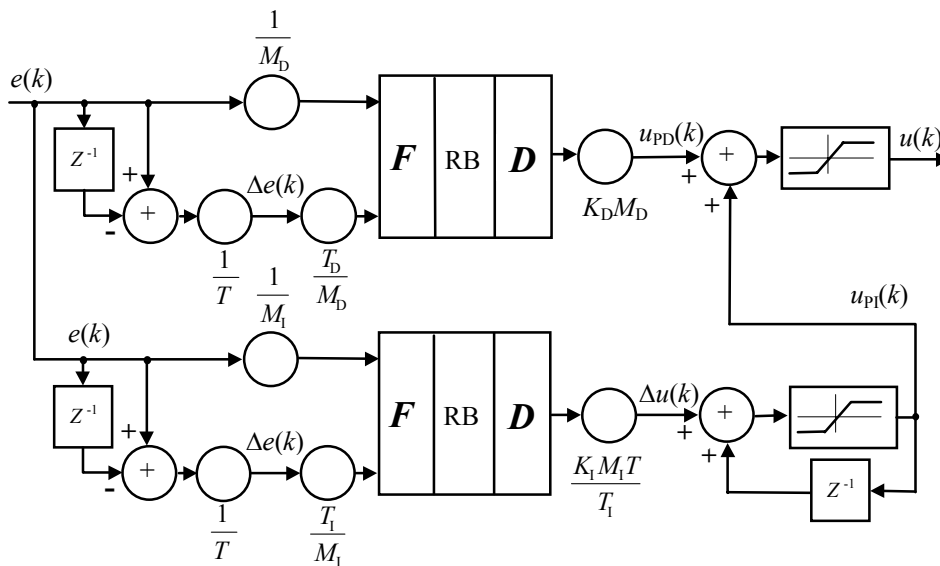 1
M_D
e(k)
Z^-1
+
+
-
Δe(k)
1
T
T_D
M_D
F
RB
D
K_D M_D
u_PD(k)
+
+
+
u(k)
1
M_I
e(k)
Z^-1
+
+
-
Δe(k)
1
T
T_I
M_I
F
RB
D
K_I M_I T
T_I
Δu(k)
+
+
+
Z^-1
u_PI(k)